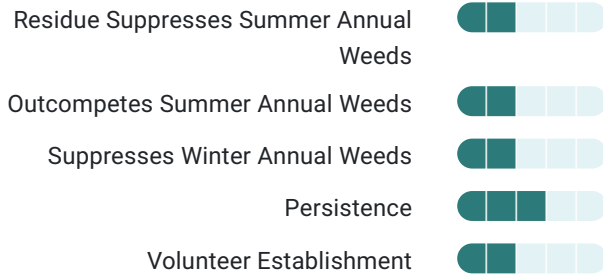 Residue Suppresses Summer Annual
Weeds
Outcompetes Summer Annual Weeds
Suppresses Winter Annual Weeds
Persistence
Volunteer Establishment